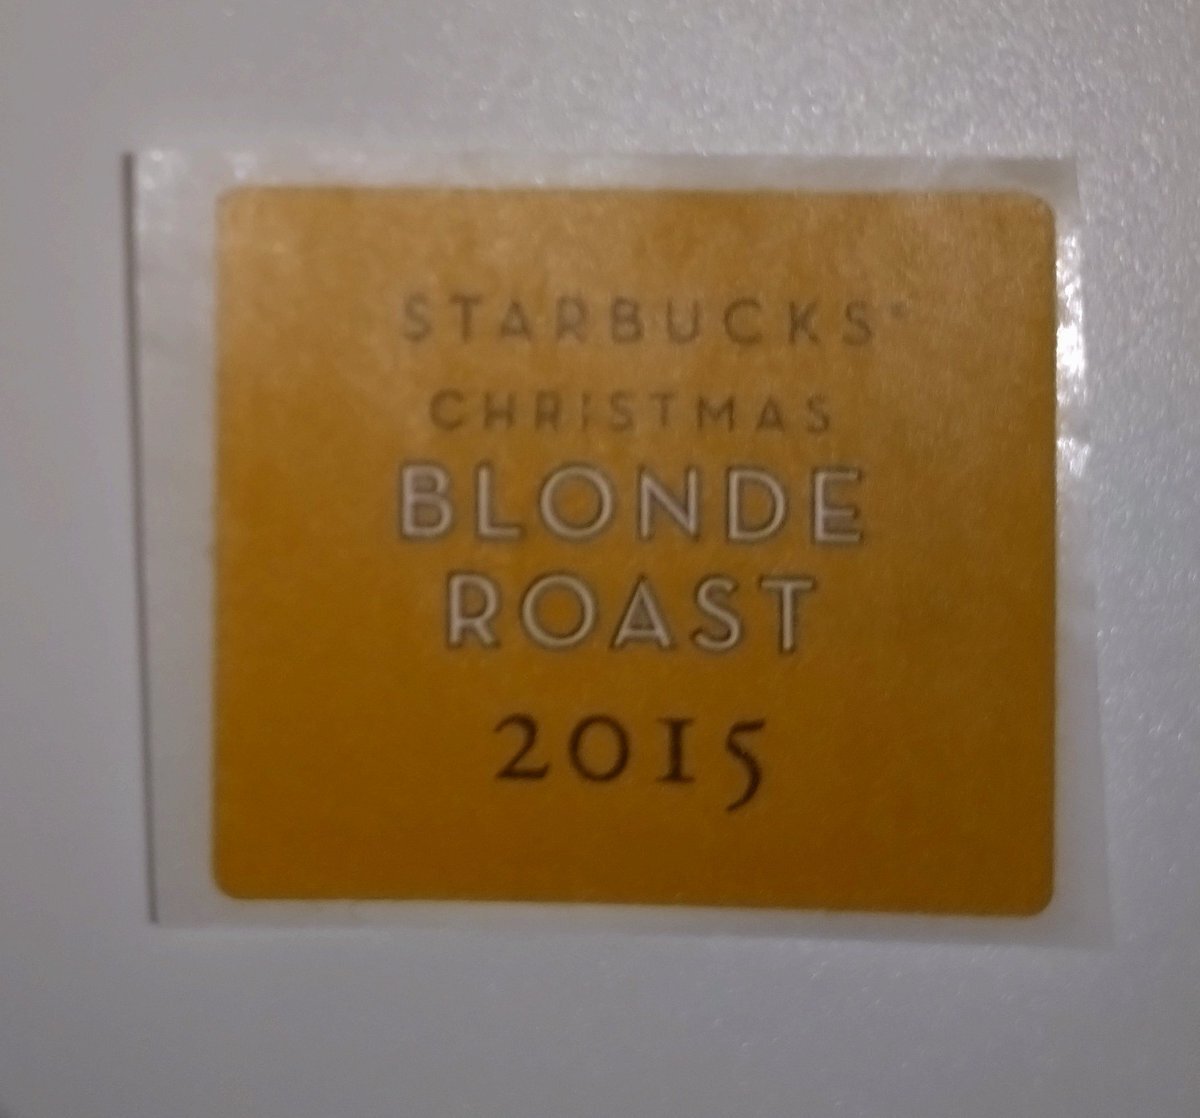 STARBUCKS®
CHRISTMAS
BLONDE
ROAST
2015